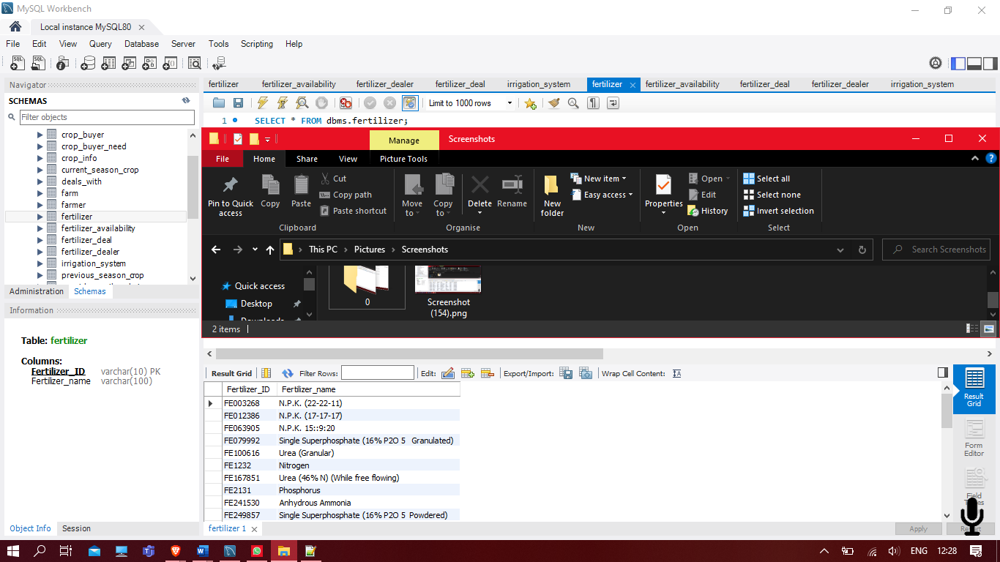 MySQL Workbench
Local instance MySQL80
File Edit View Query Database Server Tools Scripting Help
Navigator
SCHEMAS
Filter objects
crop_buyer
crop_buyer_need
crop_info
current_season_crop
deals_with
farm
farmer
fertilizer
fertilizer_availability
fertilizer_deal
fertilizer_dealer
irrigation_system
previous_season_crop
Administration Schemas
Information
Table: fertilizer
Columns:
Fertilizer_ID varchar(10) PK
Fertilizer_name varchar(100)
Object Info Session
fertilizer fertilizer_availability fertilizer_dealer fertilizer_deal irrigation_system fertilizer fertilizer_availability fertilizer_deal fertilizer_dealer irrigation_system
Limit to 1000 rows
1 SELECT * FROM dbms.fertilizer;
Manage Screenshots
File Home Share View Picture Tools
Pin to Quick access
Copy
Paste
Cut
Copy path
Paste shortcut
Clipboard
Move to
Copy to
Delete
Rename
Organise
New folder
New item
Easy access
New
Properties
Open
Edit
History
Open
Select all
Select none
Invert selection
Select
This PC Pictures Screenshots
Search Screenshots
Quick access
Desktop
Downloads
0
Screenshot
(154).png
2 items
Result Grid Filter Rows: Edit: Export/Import: Wrap Cell Content:
Fertilizer_ID Fertilizer_name
FE003268 N.P.K. (22-22-11)
FE012386 N.P.K. (17-17-17)
FE063905 N.P.K. 15::9:20
FE079992 Single Superphosphate (16% P2O 5 Granulated)
FE100616 Urea (Granular)
FE1232 Nitrogen
FE167851 Urea (46% N) (While free flowing)
FE2131 Phosphorus
FE241530 Anhydrous Ammonia
FE249857 Single Superphosphate (16% P2O 5 Powdered)
Result
Grid
Form
Editor
Field
fertilizer 1
Apply
ENG 12:28